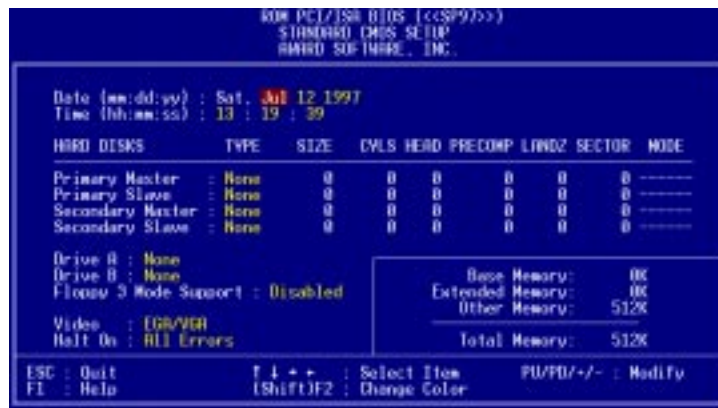 ROM PCI/ISA BIOS (<<SP97>>)
STANDARD CMOS SETUP
AWARD SOFTWARE, INC.
Date (mm:dd:yy) : Sat, Jul 12 1997
Time (hh:mm:ss) : 13 : 19 : 39
HARD DISKS TYPE SIZE CYLS HEAD PRECOMP LANDZ SECTOR MODE
Primary Master : None 0 0 0 0 0 0 ------
Primary Slave : None 0 0 0 0 0 0 ------
Secondary Master : None 0 0 0 0 0 0 ------
Secondary Slave : None 0 0 0 0 0 0 ------
Drive A : None
Drive B : None
Floppy 3 Mode Support : Disabled
Video : EGA/VGA
Halt On : All Errors
Base Memory: 0K
Extended Memory: 0K
Other Memory: 512K
Total Memory: 512K
ESC : Quit ↑ ↓ → ← : Select Item PU/PD/+/- : Modify
F1 : Help (Shift)F2 : Change Color